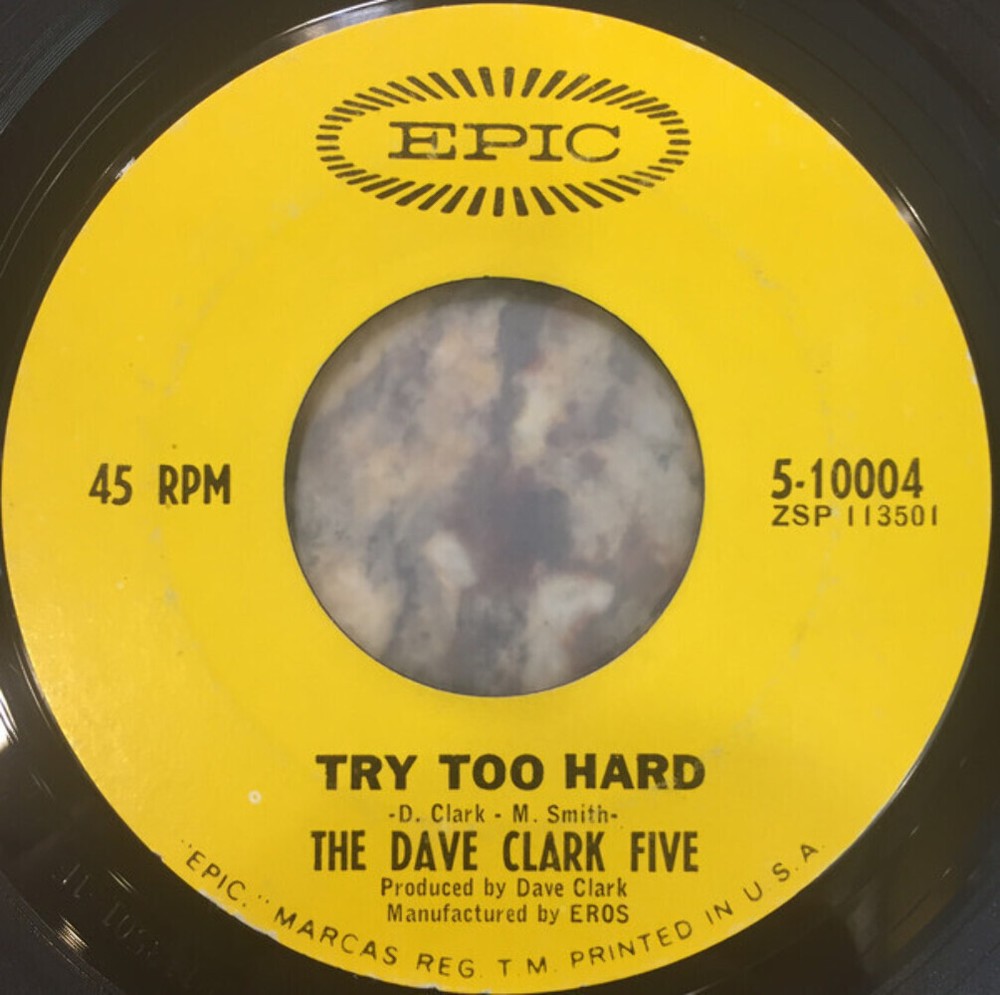 EPIC
45 RPM
5-10004
ZSP 113501
TRY TOO HARD
-D. Clark - M. Smith-
THE DAVE CLARK FIVE
Produced by Dave Clark
Manufactured by EROS
"EPIC." MARCAS REG. T.M. PRINTED IN U.S.A.